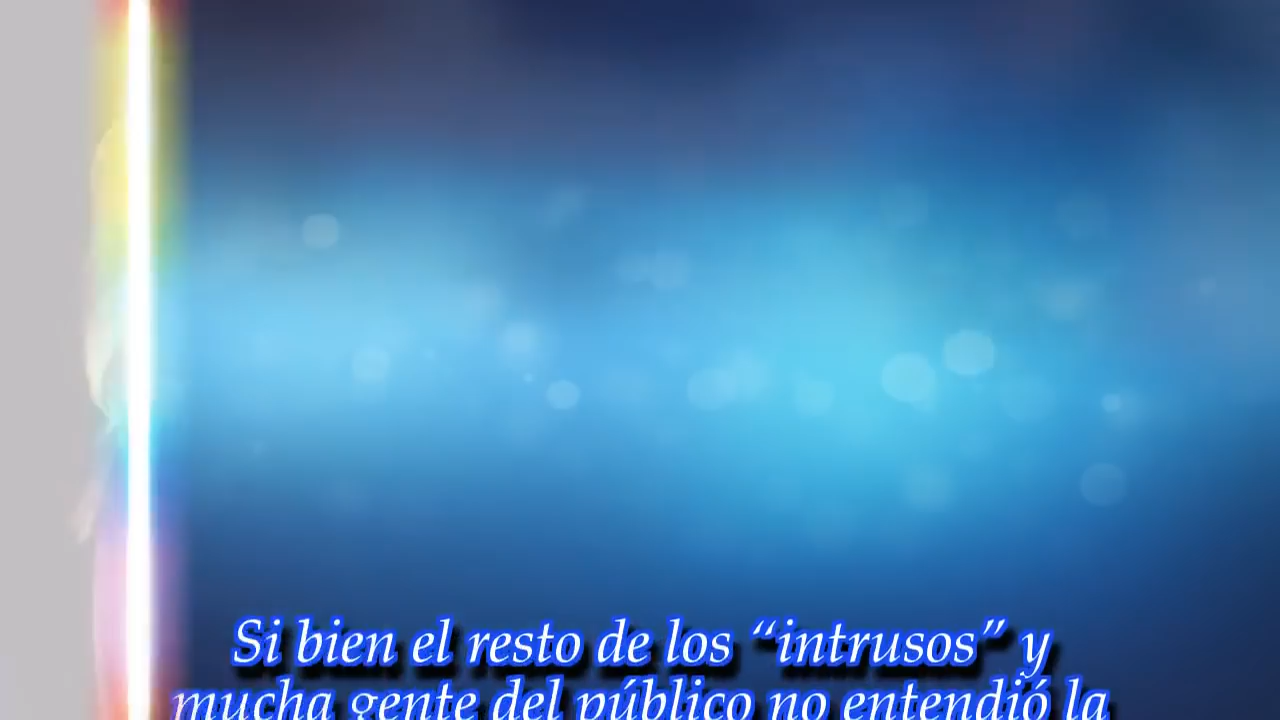 Si bien el resto de los “intrusos” y
mucha gente del público no entendió la